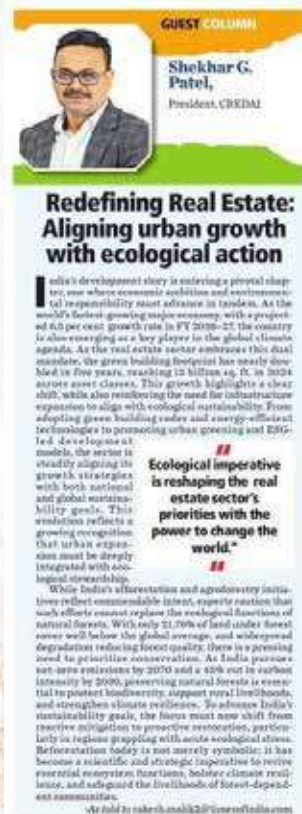 GUEST COLUMN
Shekhar G.
Patel,
President, CREDAI
Redefining Real Estate:
Aligning urban growth
with ecological action
India's development story is entering a pivotal chap-
ter, one where economic ambition and environmen-
tal responsibility must advance in tandem. As the
world's fastest-growing major economy, with a project-
ed 6.5 per cent growth rate in FY 2026-27, the country
is also emerging as a key player in the global climate
agenda. As the real estate sector embraces this dual
mandate, the green building footprint has nearly dou-
bled in five years, reaching 12 billion sq. ft. in 2024
across asset classes. This growth highlights a clear
shift, while also reinforcing the need for infrastructure
expansion to align with ecological sustainability. From
adopting green building codes and energy-efficient
technologies to promoting urban greening and ESG-
led development
models, the sector is
steadily aligning its
growth strategies
with both national
and global sustaina-
bility goals. This
evolution reflects a
growing recognition
that urban expan-
sion must be deeply
integrated with eco-
logical stewardship.
"
Ecological imperative
is reshaping the real
estate sector's
priorities with the
power to change the
world."
"
While India's afforestation and agroforestry initia-
tives reflect commendable intent, experts caution that
such efforts cannot replace the ecological functions of
natural forests. With only 21.76% of land under forest
cover well below the global average, and widespread
degradation reducing forest quality, there is a pressing
need to prioritise conservation. As India pursues
net-zero emissions by 2070 and a 45% cut in carbon
intensity by 2030, preserving natural forests is essen-
tial to protect biodiversity, support rural livelihoods,
and strengthen climate resilience. To advance India's
sustainability goals, the focus must now shift from
reactive mitigation to proactive restoration, particu-
larly in regions grappling with acute ecological stress.
Reforestation today is not merely symbolic; it has
become a scientific and strategic imperative to revive
essential ecosystem functions, bolster climate resil-
ience, and safeguard the livelihoods of forest-depend-
ent communities.
-As told to rakesh.malik2@timesofindia.com